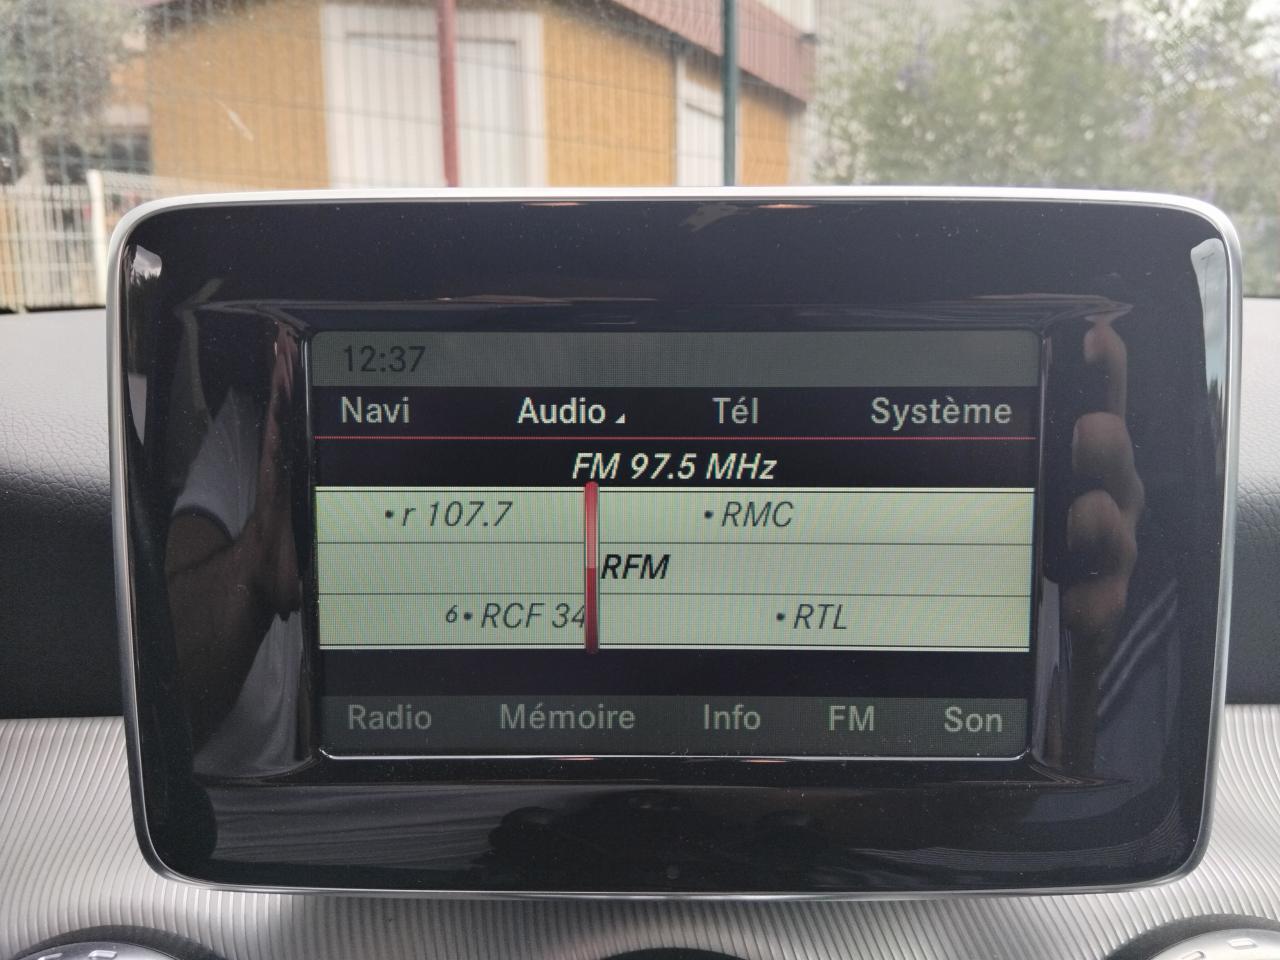 12:37
Navi Audio Tél Système
FM 97.5 MHz
•r 107.7 •RMC
RFM
6•RCF 34 •RTL
Radio Mémoire Info FM Son